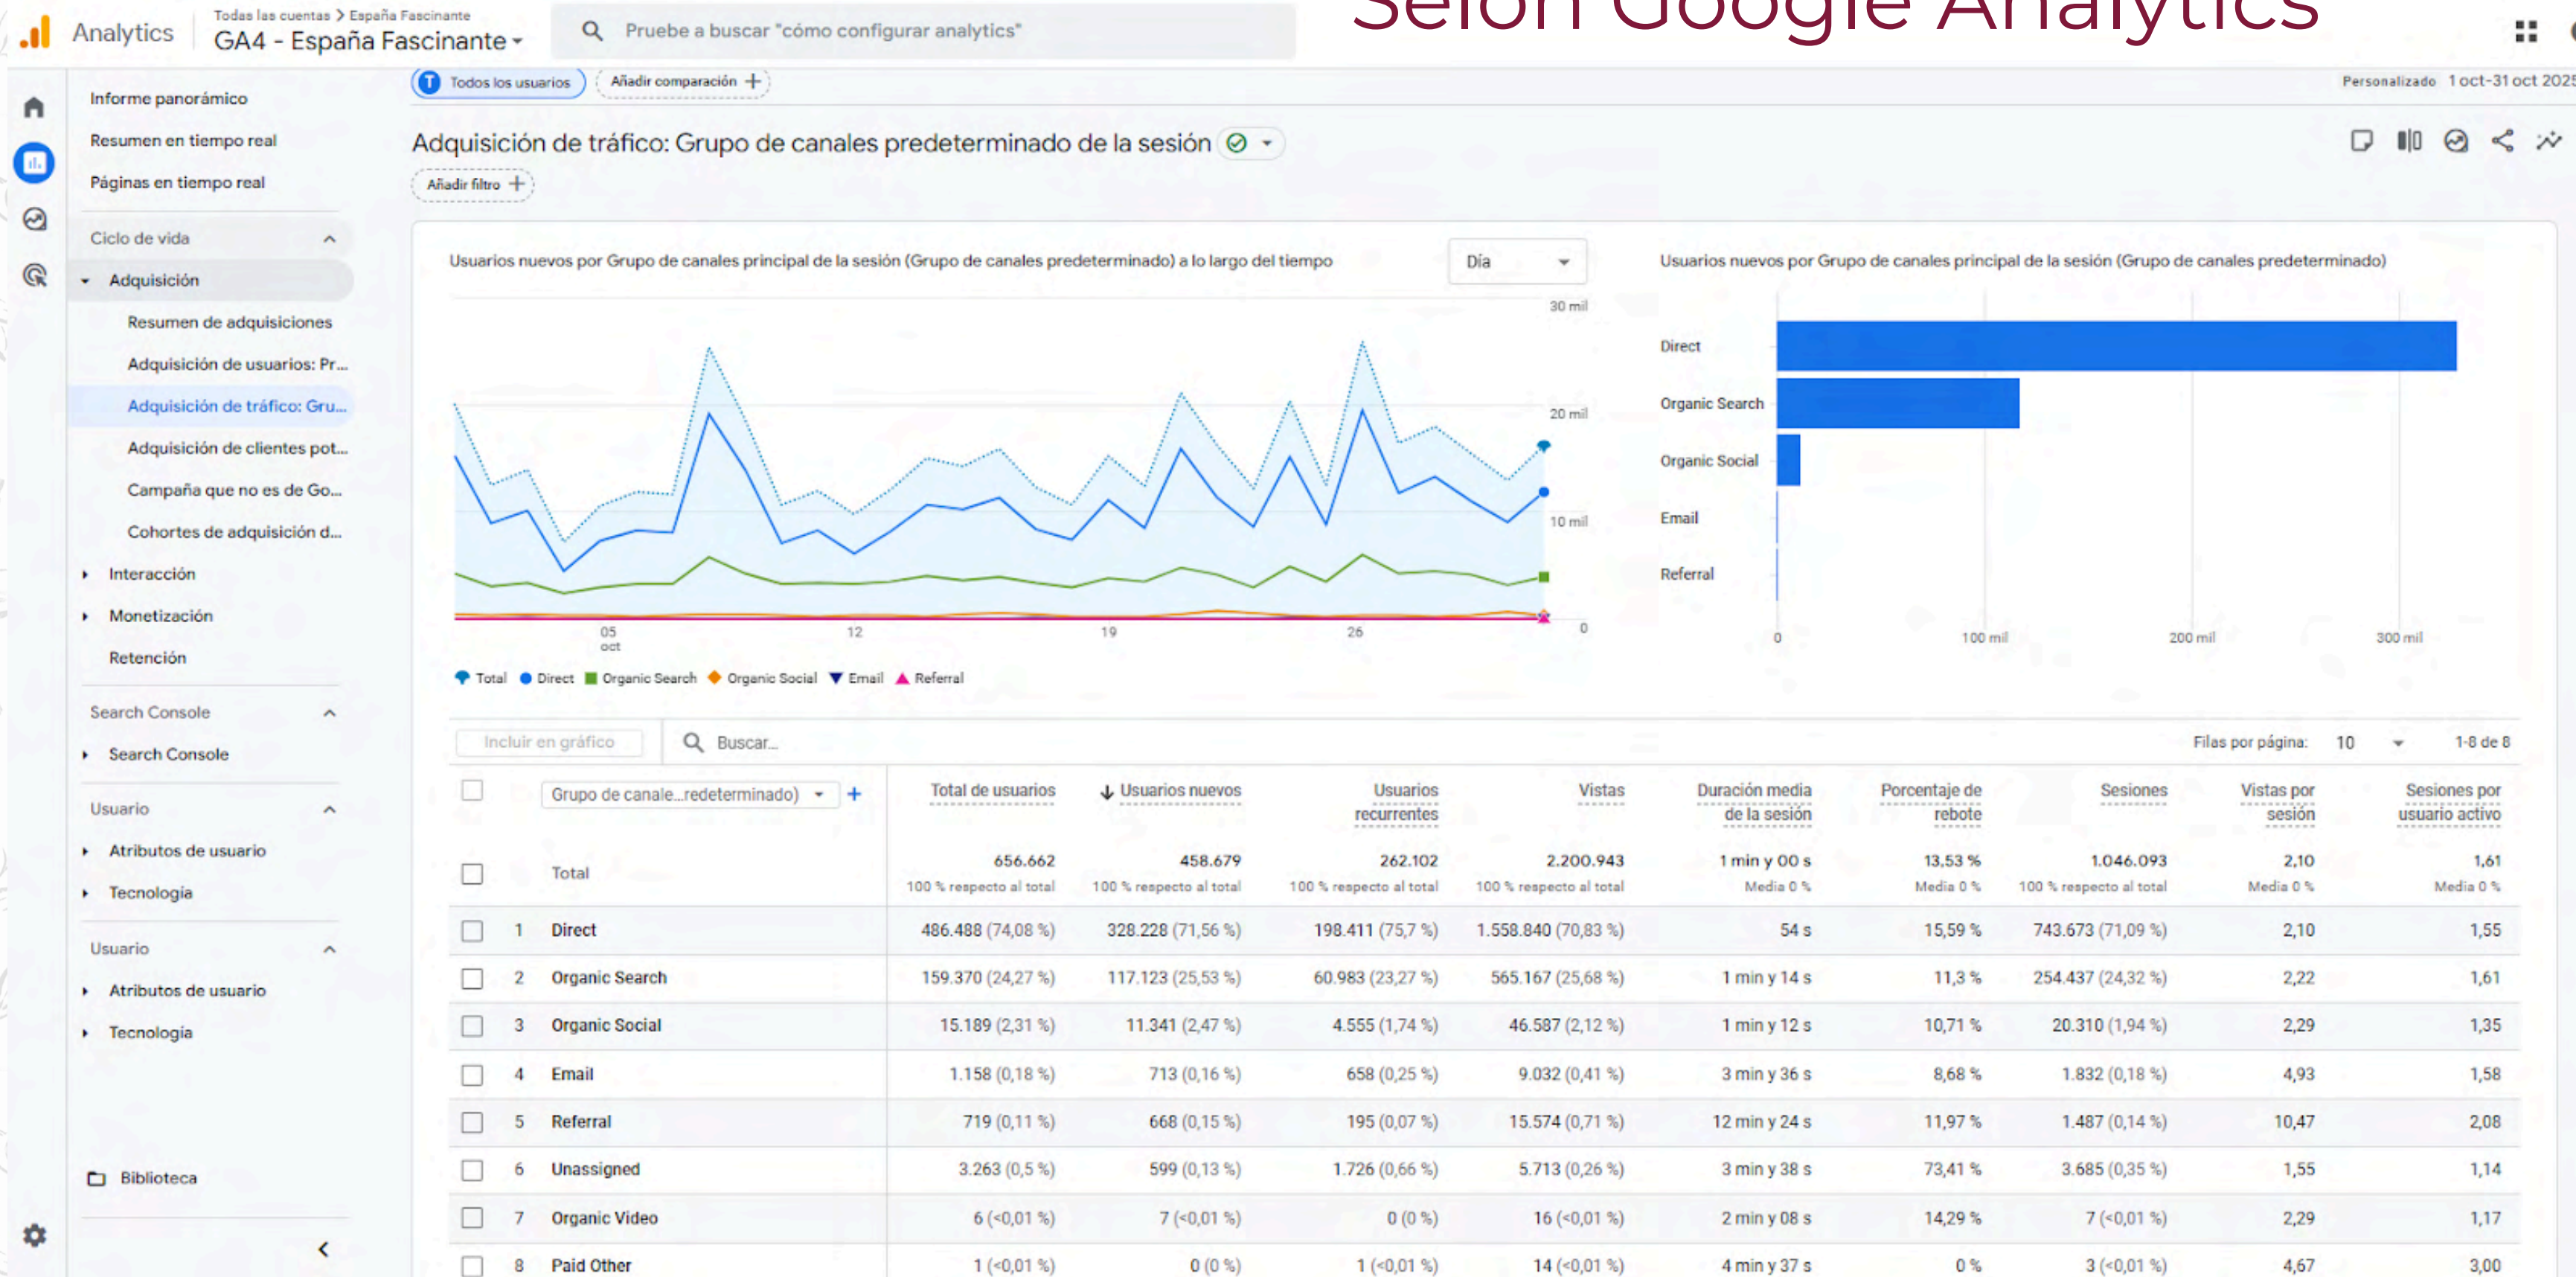 Selon Google Analytics
Analytics
Todas las cuentas > España Fascinante
GA4 - España Fascinante
Pruebe a buscar "cómo configurar analytics"
Informe panorámico
Resumen en tiempo real
Páginas en tiempo real
Ciclo de vida
Adquisición
Resumen de adquisiciones
Adquisición de usuarios: Pr...
Adquisición de tráfico: Gru...
Adquisición de clientes pot...
Campaña que no es de Go...
Cohortes de adquisición d...
Interacción
Monetización
Retención
Search Console
Search Console
Usuario
Atributos de usuario
Tecnología
Usuario
Atributos de usuario
Tecnología
Biblioteca
T Todos los usuarios
Añadir comparación +
Personalizado 1 oct-31 oct 2025
Adquisición de tráfico: Grupo de canales predeterminado de la sesión
Añadir filtro +
Usuarios nuevos por Grupo de canales principal de la sesión (Grupo de canales predeterminado) a lo largo del tiempo
Día
30 mil
20 mil
10 mil
0
05 oct
12
19
26
Total Direct Organic Search Organic Social Email Referral
Usuarios nuevos por Grupo de canales principal de la sesión (Grupo de canales predeterminado)
Direct
Organic Search
Organic Social
Email
Referral
0 100 mil 200 mil 300 mil
Incluir en gráfico
Buscar...
Filas por página: 10 1-8 de 8
Grupo de canale...redeterminado) + Total de usuarios ↓ Usuarios nuevos Usuarios recurrentes Vistas Duración media de la sesión Porcentaje de rebote Sesiones Vistas por sesión Sesiones por usuario activo
Total 656.662 458.679 262.102 2.200.943 1 min y 00 s 13,53 % 1.046.093 2,10 1,61
100 % respecto al total 100 % respecto al total 100 % respecto al total 100 % respecto al total Media 0 % Media 0 % 100 % respecto al total Media 0 % Media 0 %
1 Direct 486.488 (74,08 %) 328.228 (71,56 %) 198.411 (75,7 %) 1.558.840 (70,83 %) 54 s 15,59 % 743.673 (71,09 %) 2,10 1,55
2 Organic Search 159.370 (24,27 %) 117.123 (25,53 %) 60.983 (23,27 %) 565.167 (25,68 %) 1 min y 14 s 11,3 % 254.437 (24,32 %) 2,22 1,61
3 Organic Social 15.189 (2,31 %) 11.341 (2,47 %) 4.555 (1,74 %) 46.587 (2,12 %) 1 min y 12 s 10,71 % 20.310 (1,94 %) 2,29 1,35
4 Email 1.158 (0,18 %) 713 (0,16 %) 658 (0,25 %) 9.032 (0,41 %) 3 min y 36 s 8,68 % 1.832 (0,18 %) 4,93 1,58
5 Referral 719 (0,11 %) 668 (0,15 %) 195 (0,07 %) 15.574 (0,71 %) 12 min y 24 s 11,97 % 1.487 (0,14 %) 10,47 2,08
6 Unassigned 3.263 (0,5 %) 599 (0,13 %) 1.726 (0,66 %) 5.713 (0,26 %) 3 min y 38 s 73,41 % 3.685 (0,35 %) 1,55 1,14
7 Organic Video 6 (<0,01 %) 7 (<0,01 %) 0 (0 %) 16 (<0,01 %) 2 min y 08 s 14,29 % 7 (<0,01 %) 2,29 1,17
8 Paid Other 1 (<0,01 %) 0 (0 %) 1 (<0,01 %) 14 (<0,01 %) 4 min y 37 s 0 % 3 (<0,01 %) 4,67 3,00